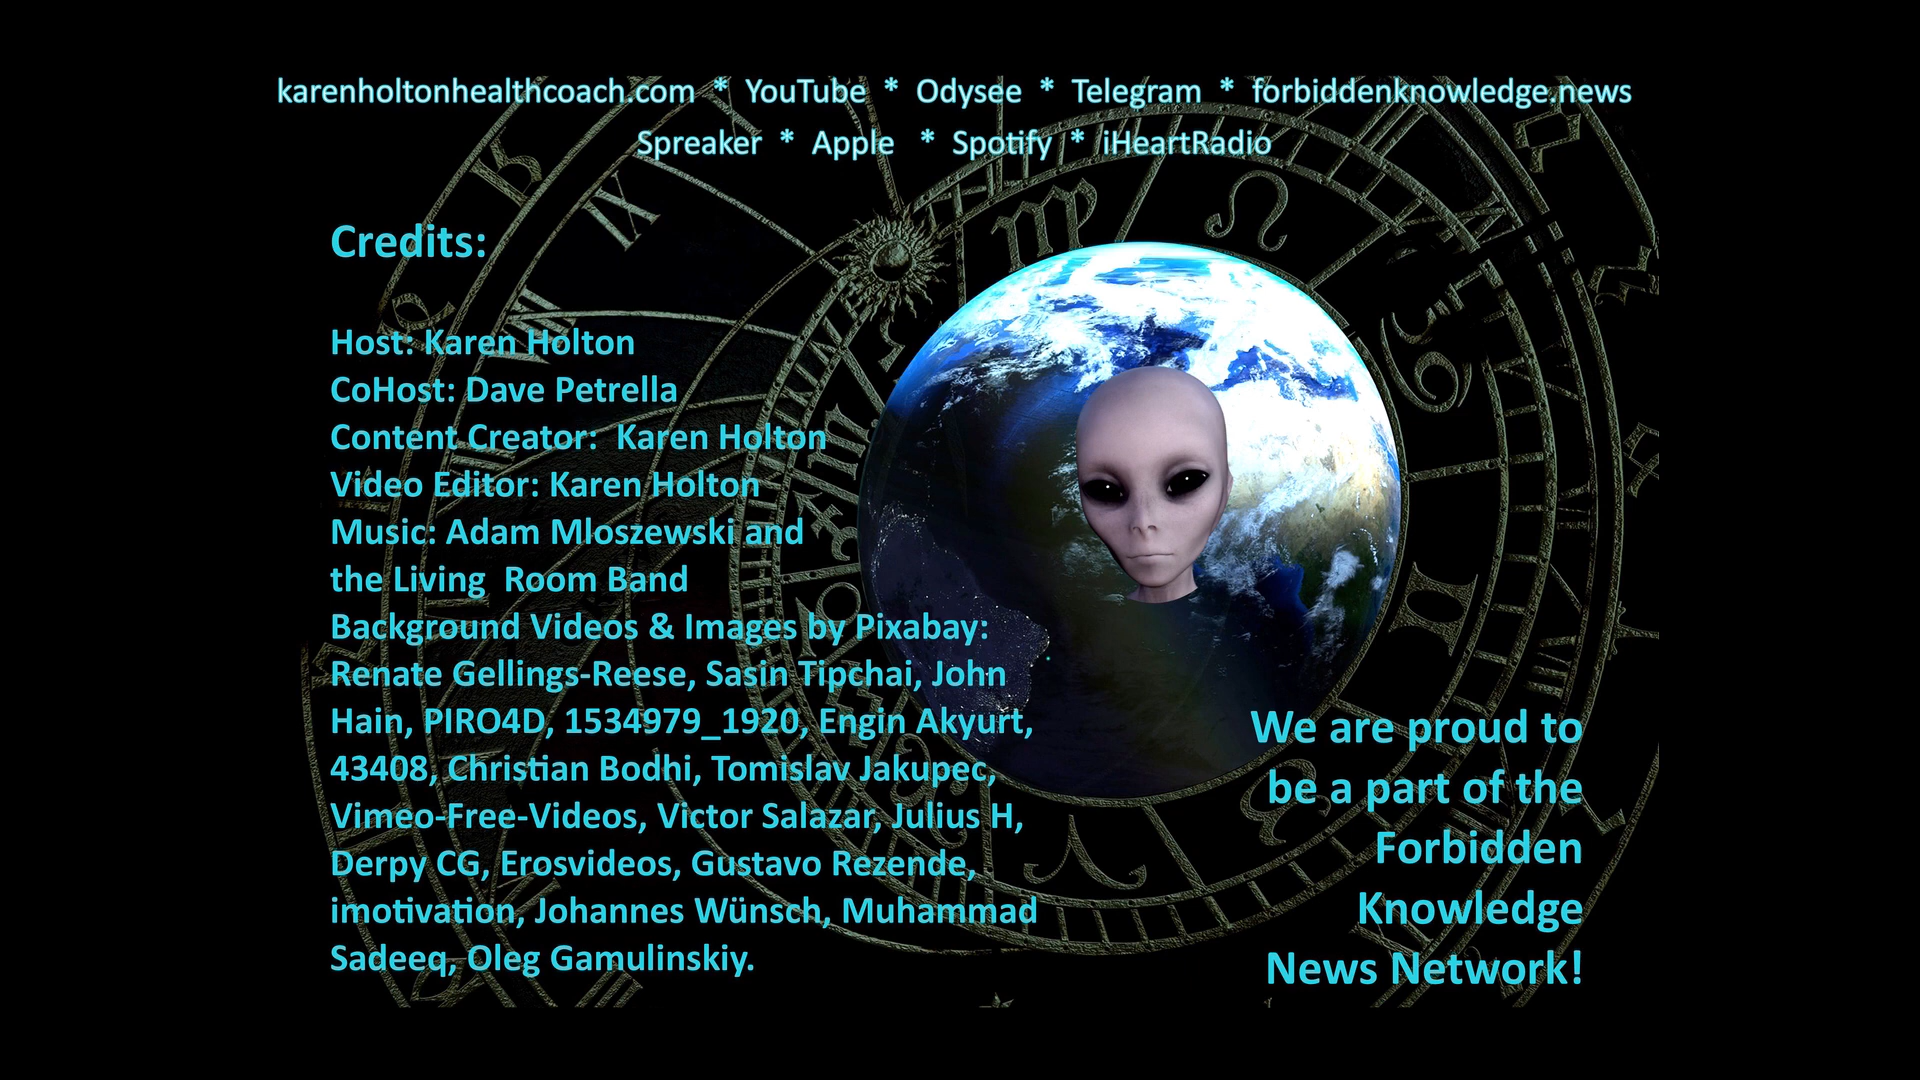 karenholtonhealthcoach.com * YouTube * Odysee * Telegram * forbiddenknowledge.news
Spreaker * Apple * Spotify * iHeartRadio
Credits:
Host: Karen Holton
CoHost: Dave Petrella
Content Creator: Karen Holton
Video Editor: Karen Holton
Music: Adam Mloszewski and
the Living Room Band
Background Videos & Images by Pixabay:
Renate Gellings-Reese, Sasin Tipchai, John
Hain, PIRO4D, 1534979_1920, Engin Akyurt,
43408, Christian Bodhi, Tomislav Jakupec,
Vimeo-Free-Videos, Victor Salazar, Julius H,
Derpy CG, Erosvideos, Gustavo Rezende,
imotivation, Johannes Wünsch, Muhammad
Sadeeq, Oleg Gamulinskiy.
We are proud to
be a part of the
Forbidden
Knowledge
News Network!